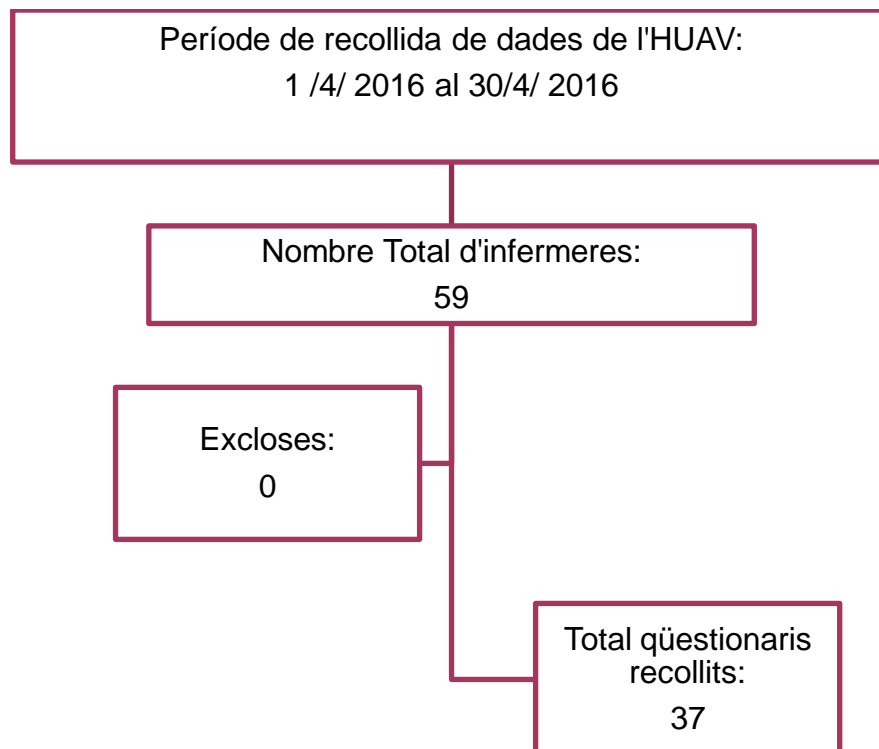 Període de recollida de dades de l'HUAV:
1 /4/ 2016 al 30/4/ 2016
Nombre Total d'infermeres:
59
Excloses:
0
Total qüestionaris
recollits:
37